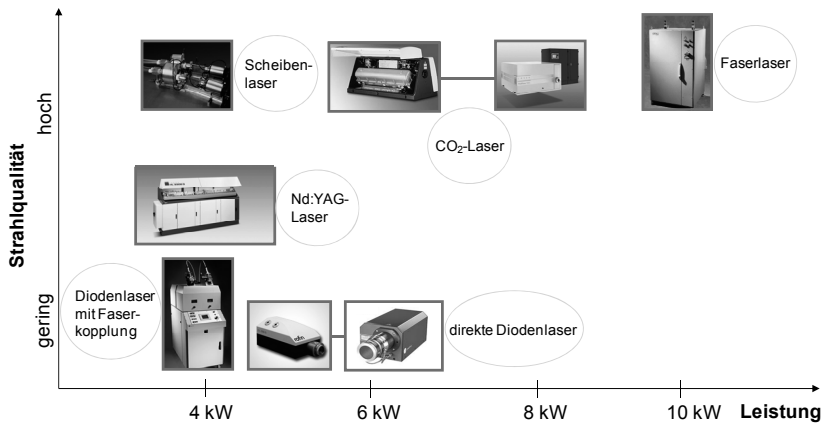 Scheiben-
laser
Faserlaser
CO₂-Laser
Nd:YAG-
Laser
Diodenlaser
mit Faser-
kopplung
direkte Diodenlaser
Strahlqualität
hoch
gering
4 kW
6 kW
8 kW
10 kW
Leistung